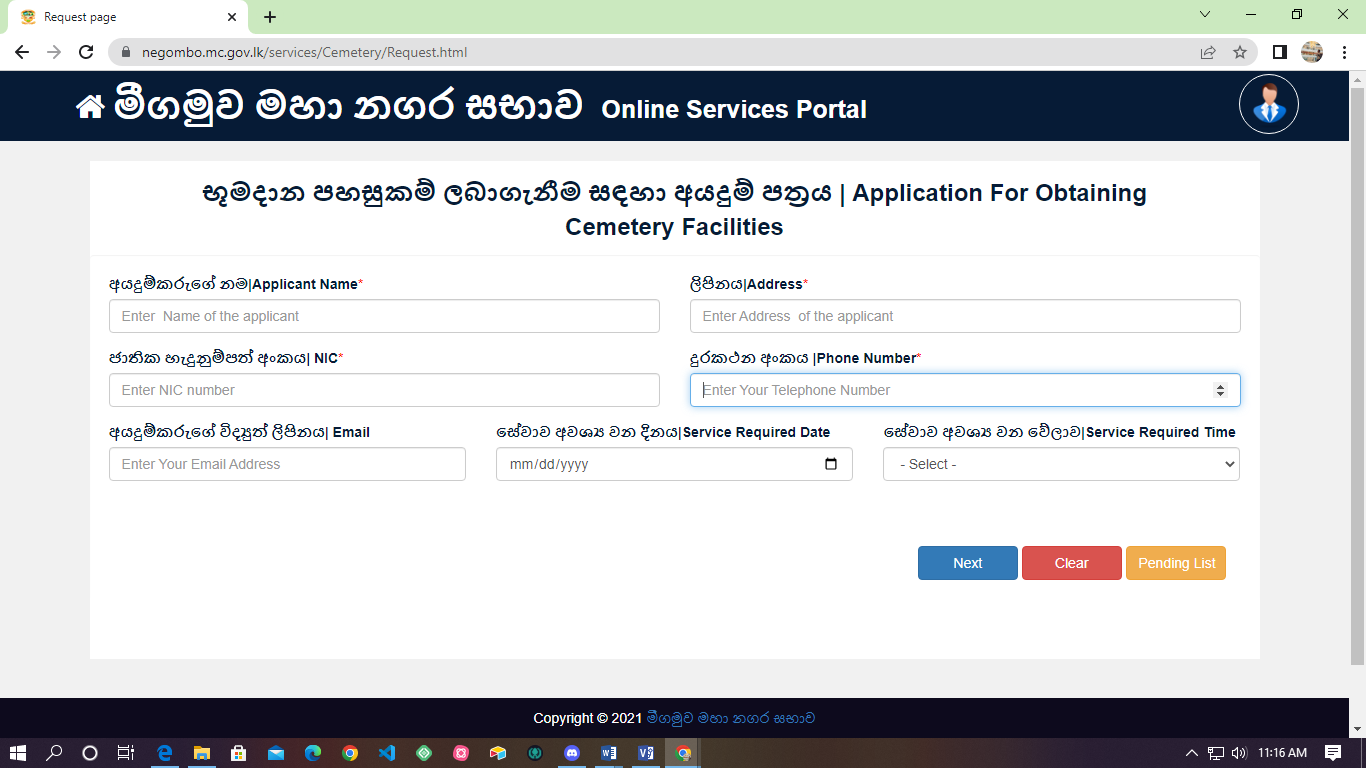 Request page
negombo.mc.gov.lk/services/Cemetery/Request.html
මීගමුව මහා නගර සභාව Online Services Portal
භූමදාන පහසුකම් ලබාගැනීම සඳහා අයදුම් පත්‍රය | Application For Obtaining
Cemetery Facilities
අයදුම්කරුගේ නම|Applicant Name*
ලිපිනය|Address*
Enter Name of the applicant
Enter Address of the applicant
ජාතික හැදුනුම්පත් අංකය| NIC*
දුරකථන අංකය |Phone Number*
Enter NIC number
Enter Your Telephone Number
අයදුම්කරුගේ විද්‍යුත් ලිපිනය| Email
සේවාව අවශ්‍ය වන දිනය|Service Required Date
සේවාව අවශ්‍ය වන වේලාව|Service Required Time
Enter Your Email Address
mm/dd/yyyy
- Select -
Next
Clear
Pending List
Copyright © 2021 මීගමුව මහා නගර සභාව
11:16 AM